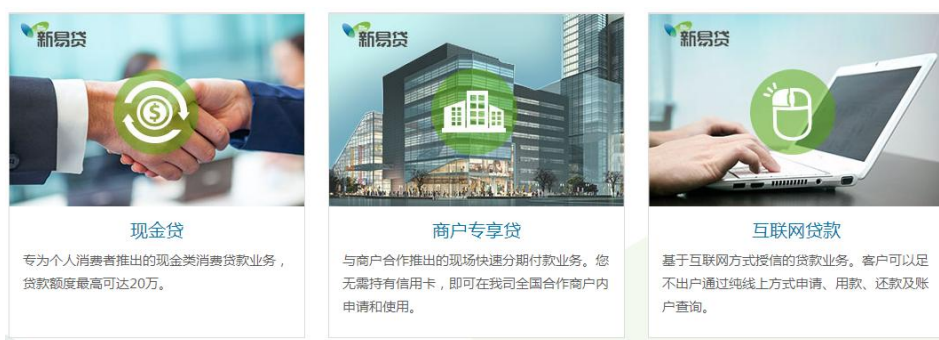 新易贷
新易贷
新易贷
现金贷
专为个人消费者推出的现金类消费贷款业务，
贷款额度最高可达20万。
商户专享贷
与商户合作推出的现场快速分期付款业务。您
无需持有信用卡，即可在我司全国合作商户内
申请和使用。
互联网贷款
基于互联网方式授信的贷款业务。客户可以足
不出户通过纯线上方式申请、用款、还款及账
户查询。